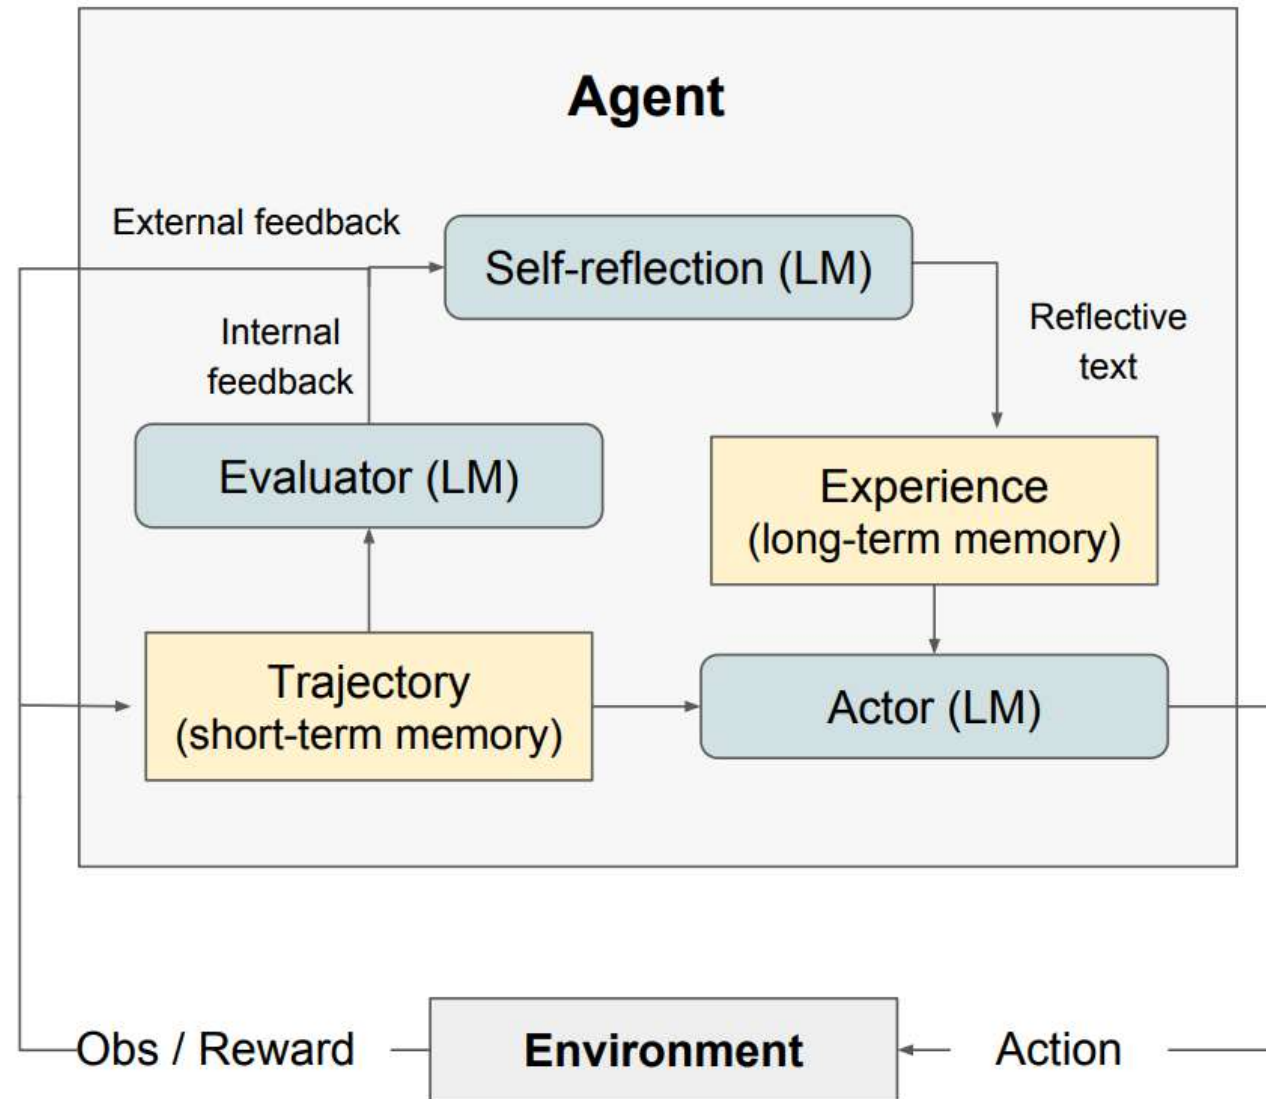 Agent
External feedback
Self-reflection (LM)
Internal
feedback
Reflective
text
Evaluator (LM)
Experience
(long-term memory)
Trajectory
(short-term memory)
Actor (LM)
Obs / Reward
Environment
Action